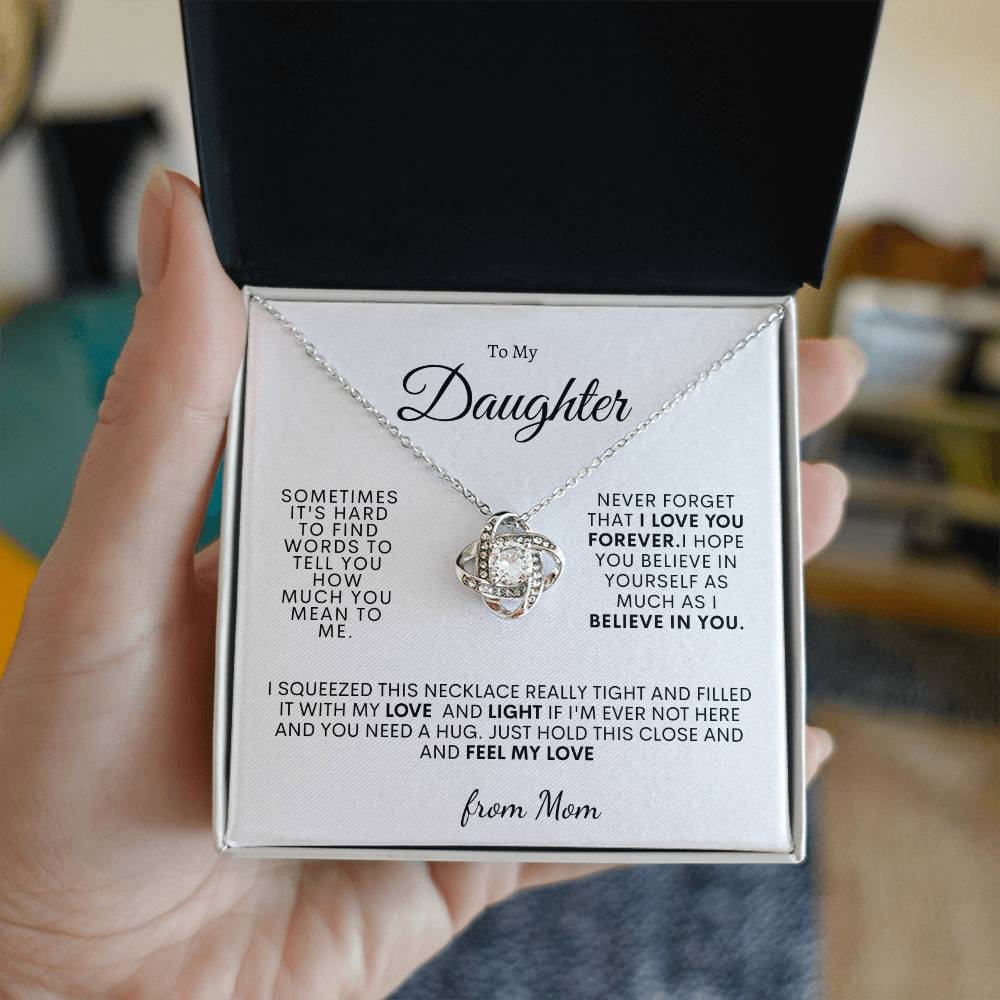 To My
Daughter
SOMETIMES
IT'S HARD
TO FIND
WORDS TO
TELL YOU
HOW
MUCH YOU
MEAN TO
ME.
NEVER FORGET
THAT I LOVE YOU
FOREVER.I HOPE
YOU BELIEVE IN
YOURSELF AS
MUCH AS I
BELIEVE IN YOU.
I SQUEEZED THIS NECKLACE REALLY TIGHT AND FILLED
IT WITH MY LOVE AND LIGHT IF I'M EVER NOT HERE
AND YOU NEED A HUG. JUST HOLD THIS CLOSE AND
AND FEEL MY LOVE
from Mom